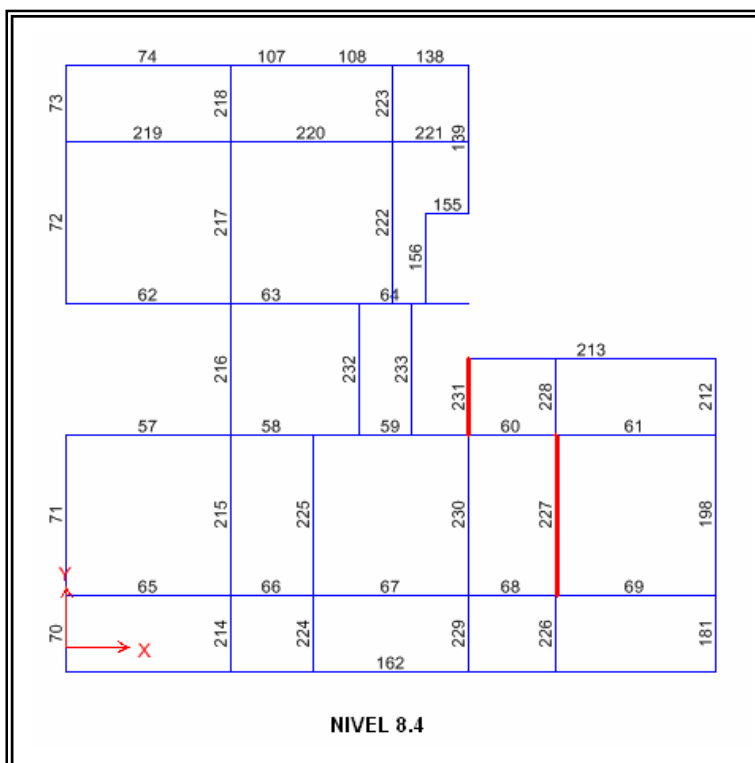 74 107 108 138
73 218 223
219 220 221 139
72 217 222 155
156
62 63 64
213
216 232 233 231 228 212
57 58 59 60 61
71 215 225 230 227 198
Y
65 66 67 68 69
70 X 214 224 229 226 181
162
NIVEL 8.4